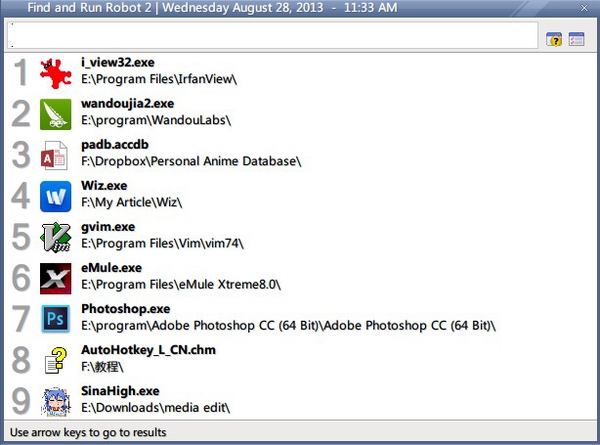 Find and Run Robot 2 | Wednesday August 28, 2013 - 11:33 AM
1
i_view32.exe
E:\Program Files\IrfanView\
2
wandoujia2.exe
E:\program\WandouLabs\
3
padb.accdb
F:\Dropbox\Personal Anime Database\
4
Wiz.exe
F:\My Article\Wiz\
5
gvim.exe
E:\Program Files\Vim\vim74\
6
eMule.exe
E:\Program Files\eMule Xtreme8.0\
7
Photoshop.exe
E:\program\Adobe Photoshop CC (64 Bit)\Adobe Photoshop CC (64 Bit)\
8
AutoHotkey_L_CN.chm
F:\教程\
9
SinaHigh.exe
E:\Downloads\media edit\
Use arrow keys to go to results